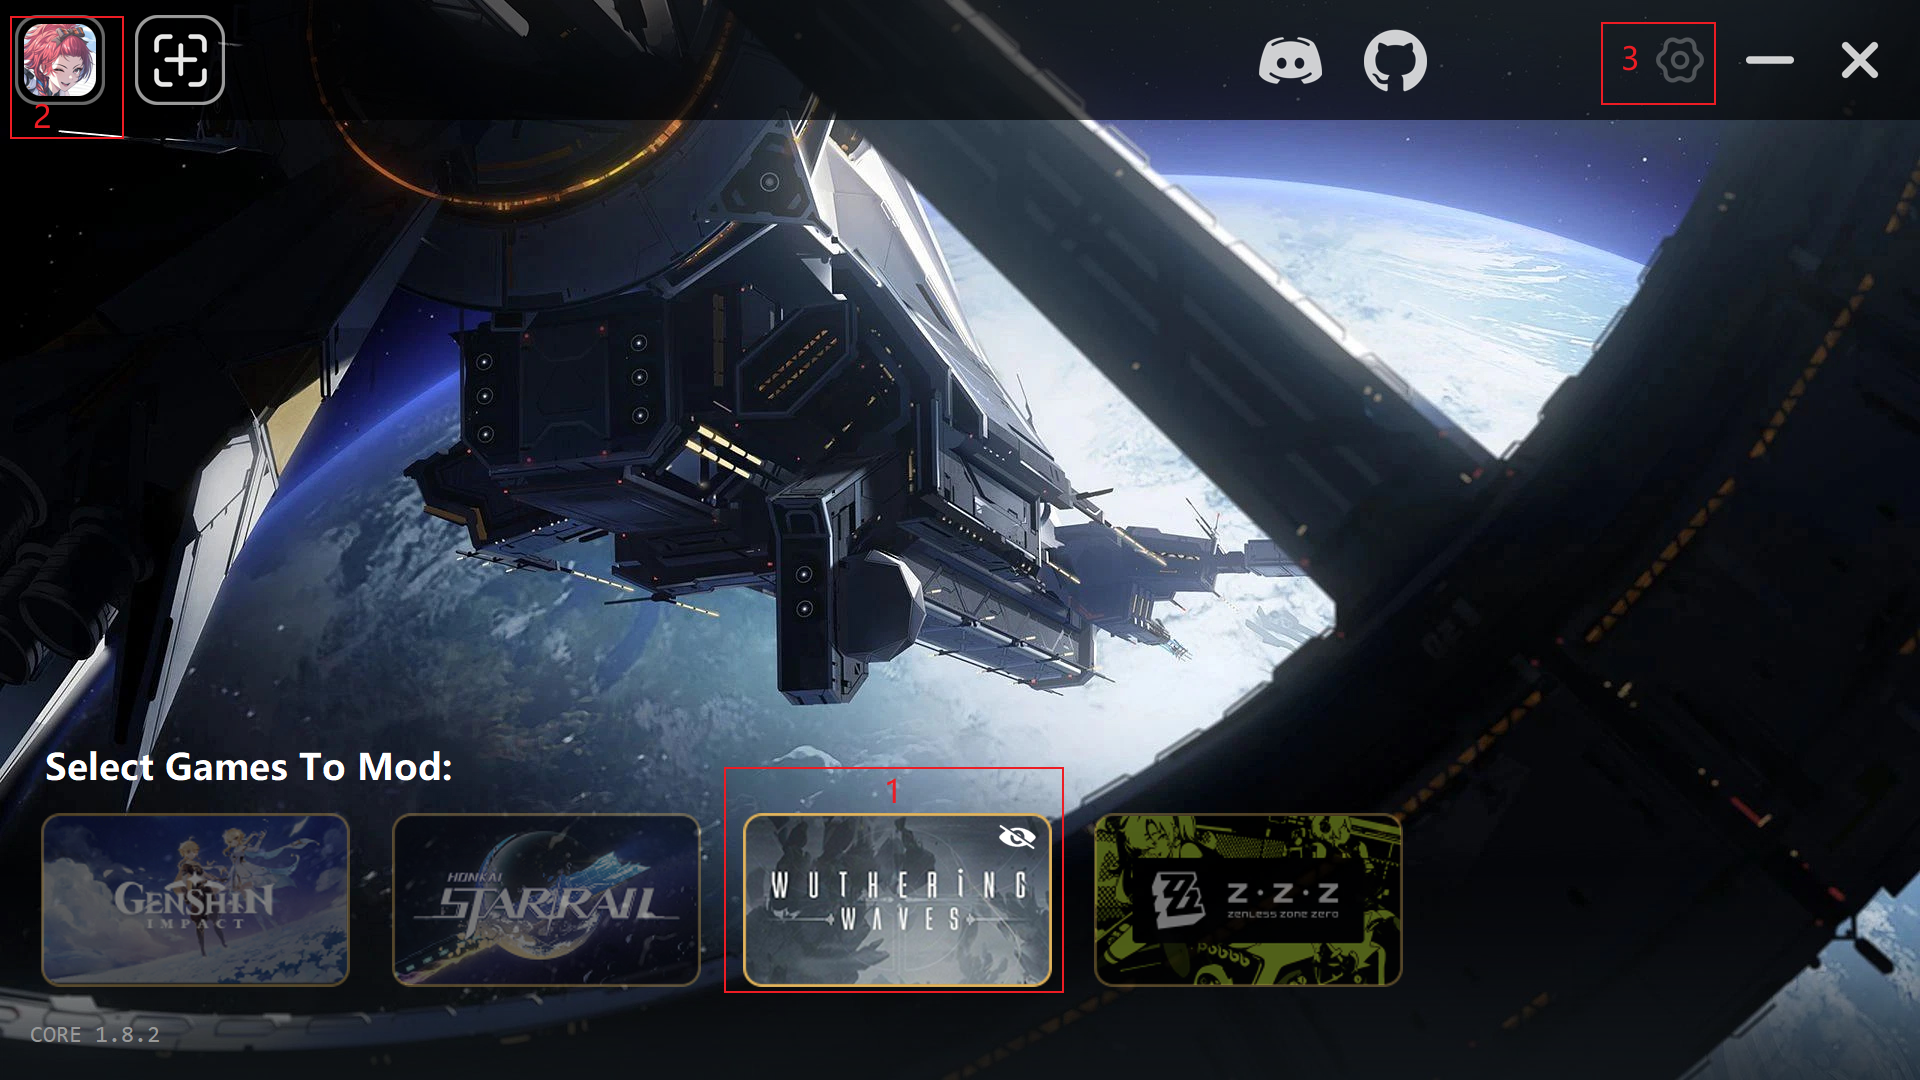 2
3
Select Games To Mod:
1
GENSHIN
IMPACT
HONKAI
STAR RAIL
WUTHERING
WAVES
Z·Z·Z
ZENLESS ZONE ZERO
CORE 1.8.2